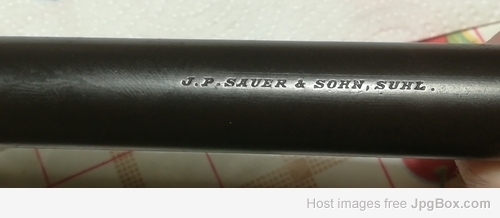 J.P. SAUER & SOHN, SUHL.
Host images free JpgBox.com